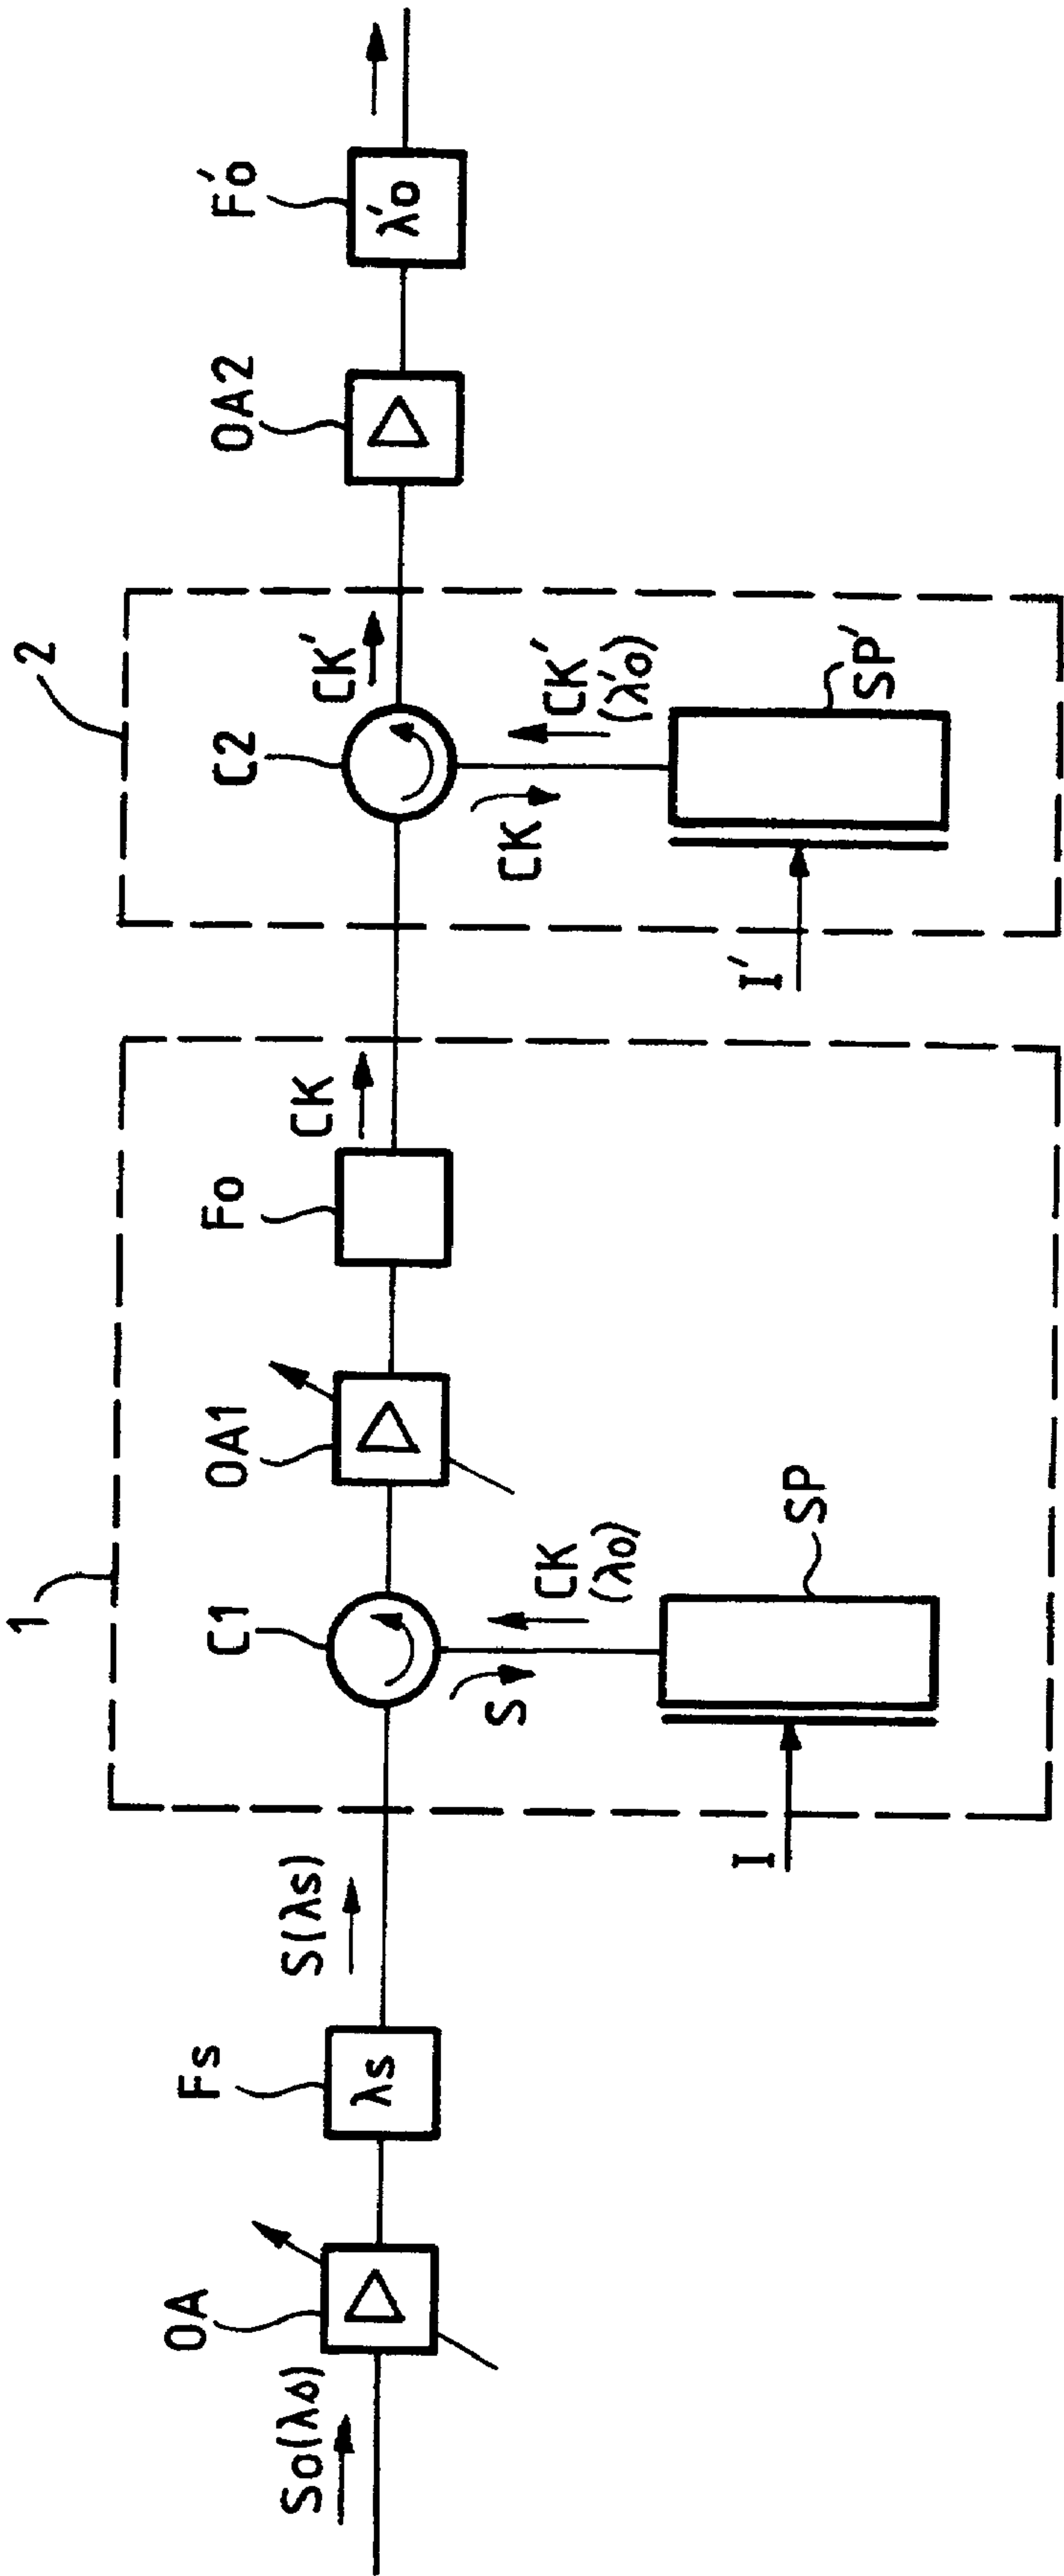 So(λs)
OA
Fs
λs
S(λs)
1
C1
S
CK
(λo)
SP
I
OA1
Fo
CK
2
C2
CK'
CK
CK'
(λ'o)
SP'
I'
OA2
F'o
λ'o